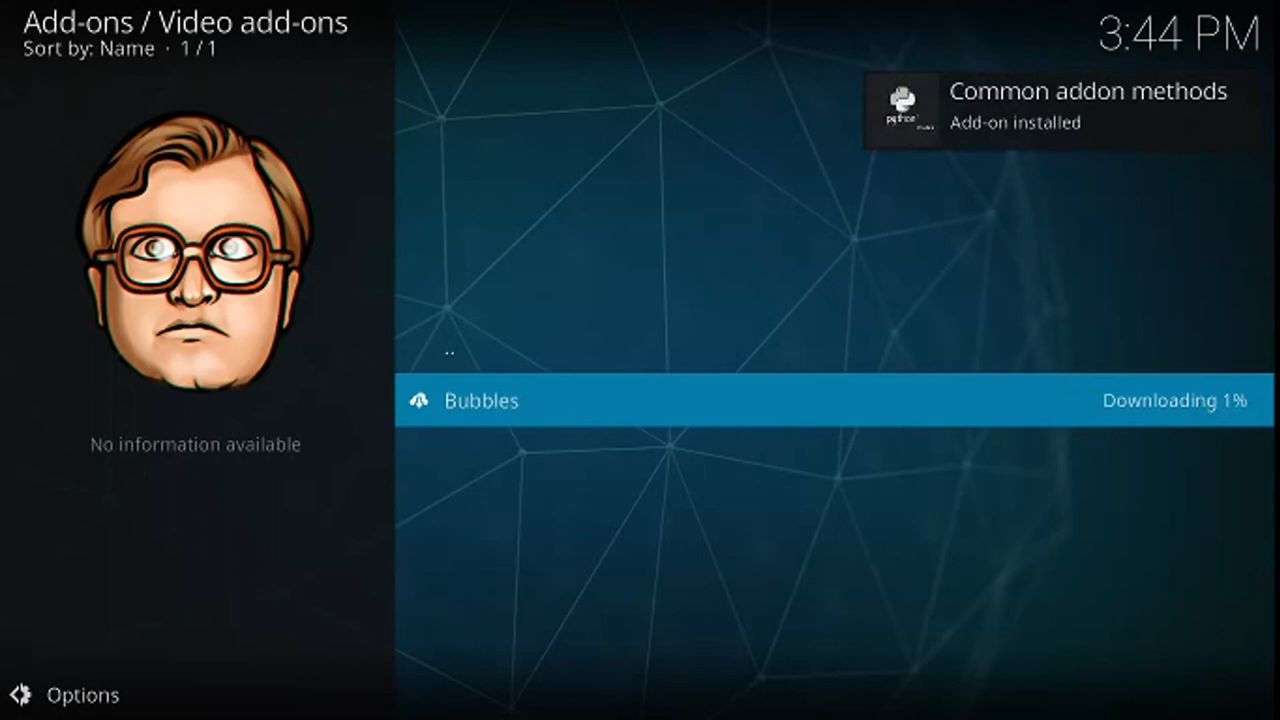 Add-ons / Video add-ons
Sort by: Name · 1 / 1
3:44 PM
Common addon methods
python
Add-on installed
..
Bubbles
Downloading 1%
No information available
Options